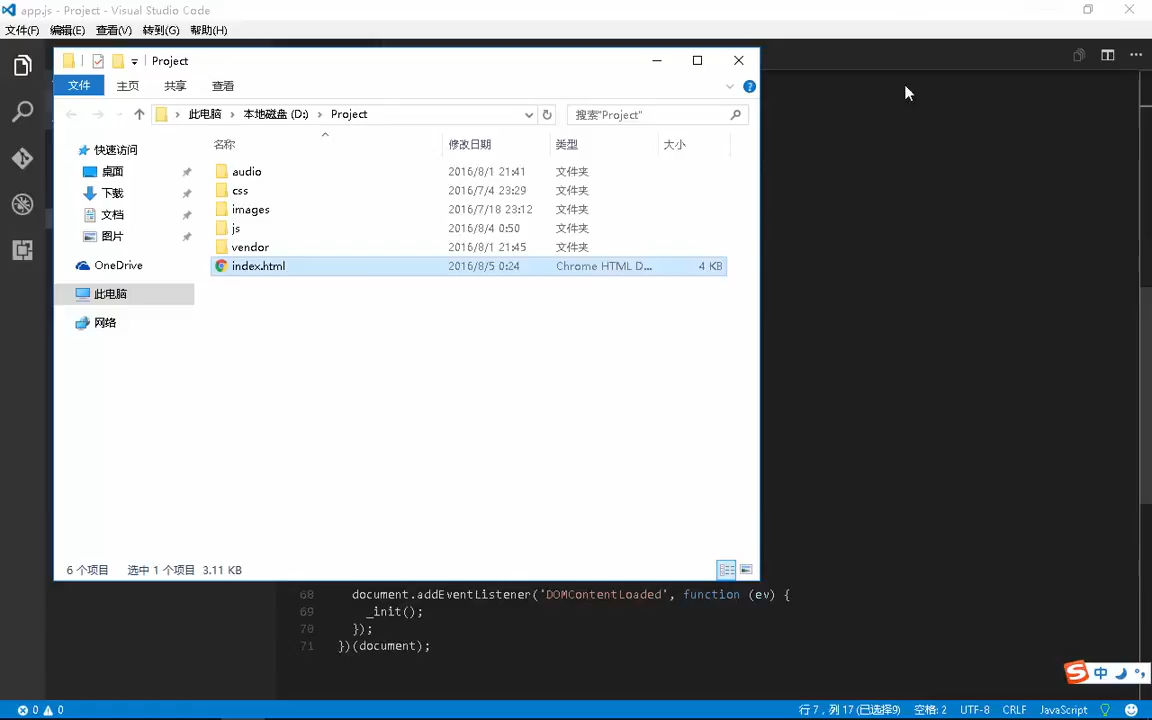 app.js - Project - Visual Studio Code
文件(F) 编辑(E) 查看(V) 转到(G) 帮助(H)
Project
文件 主页 共享 查看
此电脑 本地磁盘 (D:) Project 搜索"Project"
名称 修改日期 类型 大小
快速访问
桌面
下载
文档
图片
OneDrive
此电脑
网络
audio 2016/8/1 21:41 文件夹
css 2016/7/4 23:29 文件夹
images 2016/7/18 23:12 文件夹
js 2016/8/4 0:50 文件夹
vendor 2016/8/1 21:45 文件夹
index.html 2016/8/5 0:24 Chrome HTML D... 4 KB
6 个项目 选中 1 个项目 3.11 KB
68 document.addEventListener('DOMContentLoaded', function (ev) {
69 _init();
70 });
71 })(document);
中
0 0 行 7，列 17 (已选择9) 空格: 2 UTF-8 CRLF JavaScript